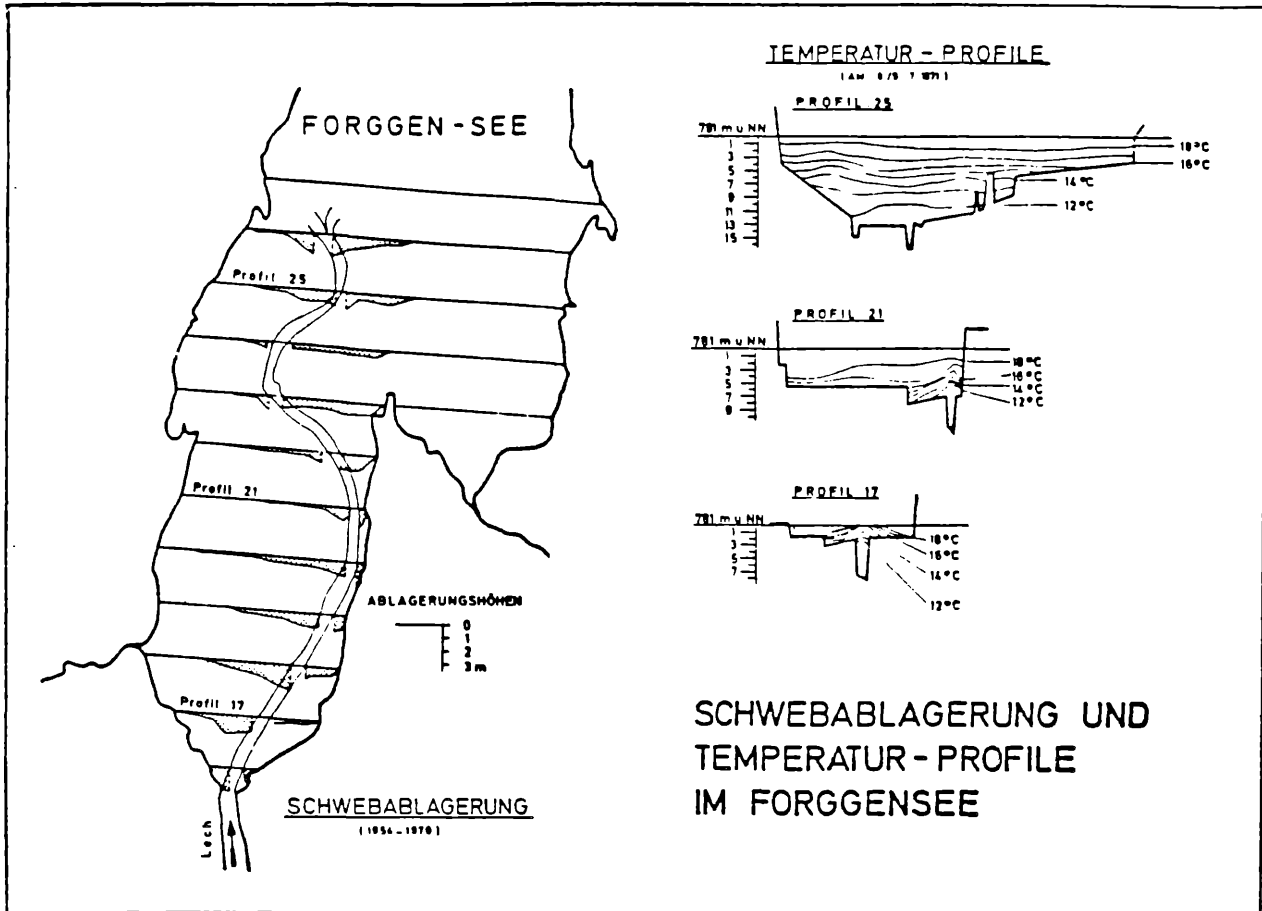 FORGGEN-SEE
Profil 25
Profil 21
Profil 17
ABLAGERUNGSHÖHEN
0
1
2
3 m
SCHWEBABLAGERUNG
(1954-1970)
Lech
TEMPERATUR-PROFILE
PROFIL 25
781 m ü NN
1
3
5
7
9
11
13
15
18°C
16°C
14°C
12°C
PROFIL 21
781 m ü NN
1
3
5
7
9
18°C
16°C
14°C
12°C
PROFIL 17
781 m ü NN
1
3
5
7
18°C
16°C
14°C
12°C
SCHWEBABLAGERUNG UND
TEMPERATUR-PROFILE
IM FORGGENSEE